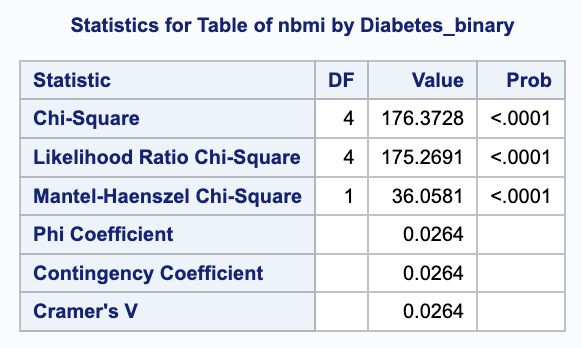 Statistics for Table of nbmi by Diabetes_binary
Statistic DF Value Prob
Chi-Square 4 176.3728 <.0001
Likelihood Ratio Chi-Square 4 175.2691 <.0001
Mantel-Haenszel Chi-Square 1 36.0581 <.0001
Phi Coefficient 0.0264
Contingency Coefficient 0.0264
Cramer's V 0.0264